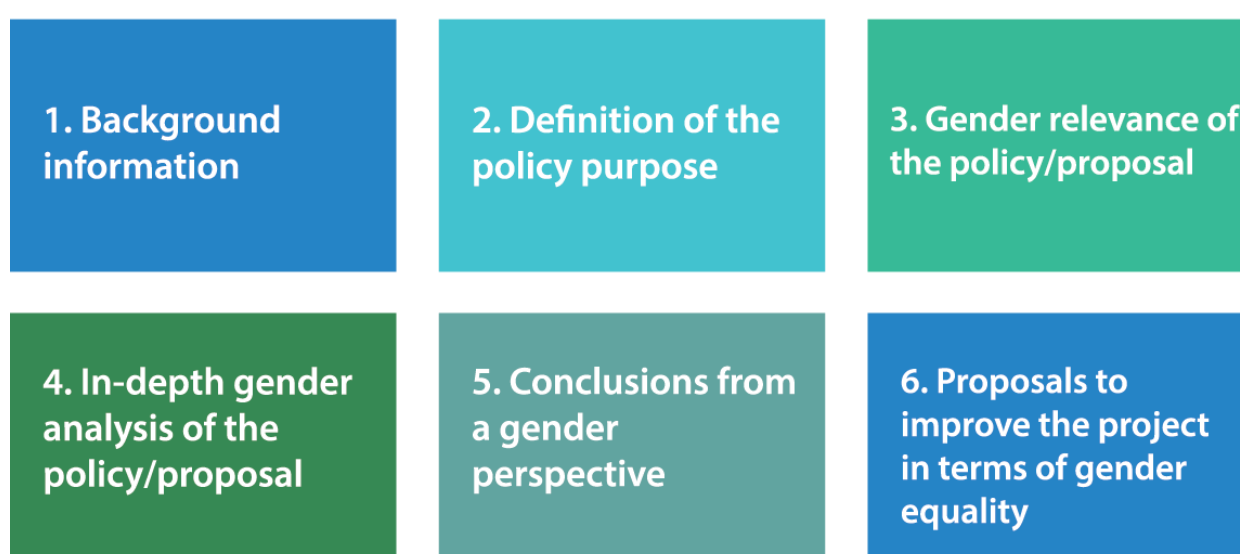 1. Background
information
2. Definition of the
policy purpose
3. Gender relevance of
the policy/proposal
4. In-depth gender
analysis of the
policy/proposal
5. Conclusions from
a gender
perspective
6. Proposals to
improve the project
in terms of gender
equality